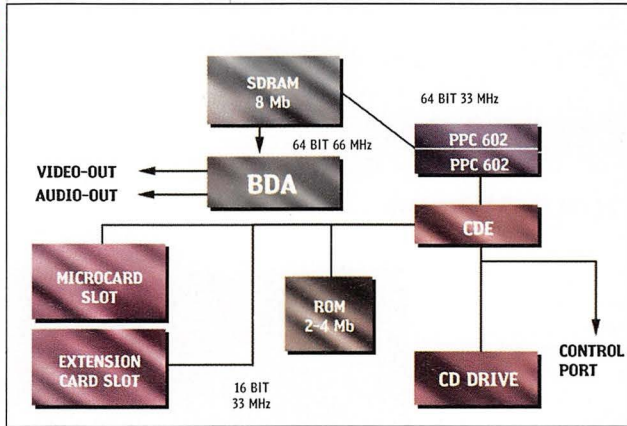 SDRAM
8 Mb
64 BIT 33 MHz
PPC 602
PPC 602
64 BIT 66 MHz
VIDEO-OUT
AUDIO-OUT
BDA
CDE
MICROCARD
SLOT
ROM
2-4 Mb
EXTENSION
CARD SLOT
16 BIT
33 MHz
CD DRIVE
CONTROL
PORT